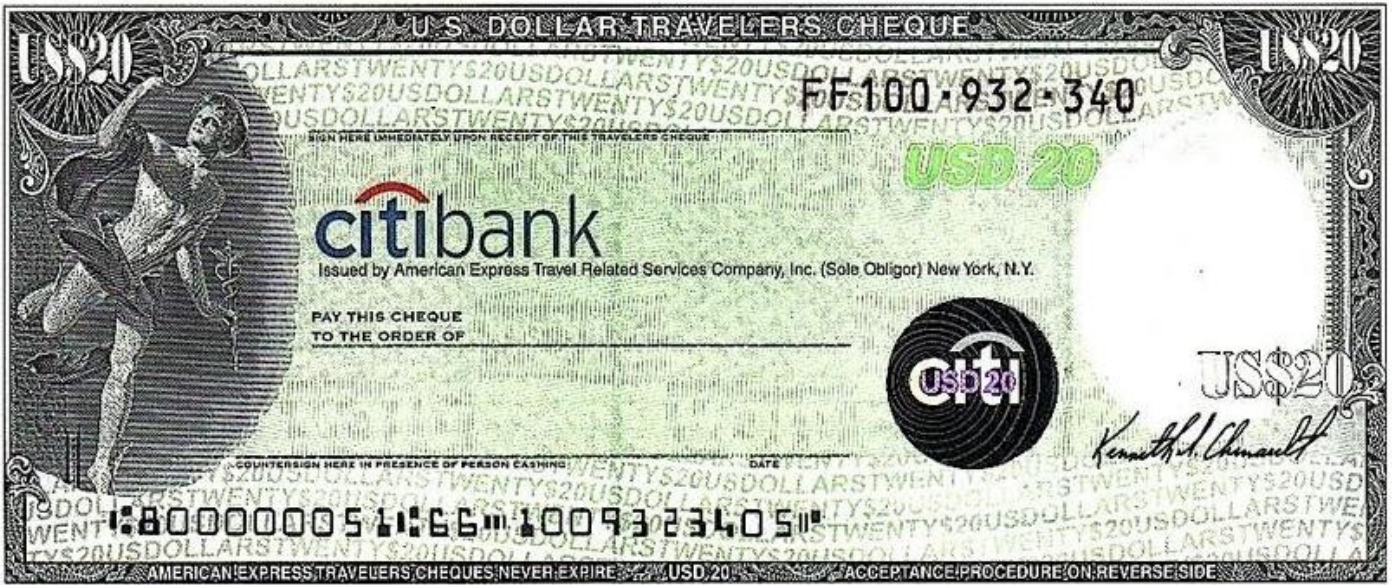 U.S. DOLLAR TRAVELERS CHEQUE
US$20
US$20
FF100·932·340
SIGN HERE IMMEDIATELY UPON RECEIPT OF THIS TRAVELERS CHEQUE
USD 20
citibank
Issued by American Express Travel Related Services Company, Inc. (Sole Obligor) New York, N.Y.
PAY THIS CHEQUE
TO THE ORDER OF
citi
USD 20
US$20
COUNTERSIGN HERE IN PRESENCE OF PERSON CASHING
DATE
⑆800000051⑆66⑈1009323405⑈
AMERICAN EXPRESS TRAVELERS CHEQUES NEVER EXPIRE USD 20 ACCEPTANCE PROCEDURE ON REVERSE SIDE